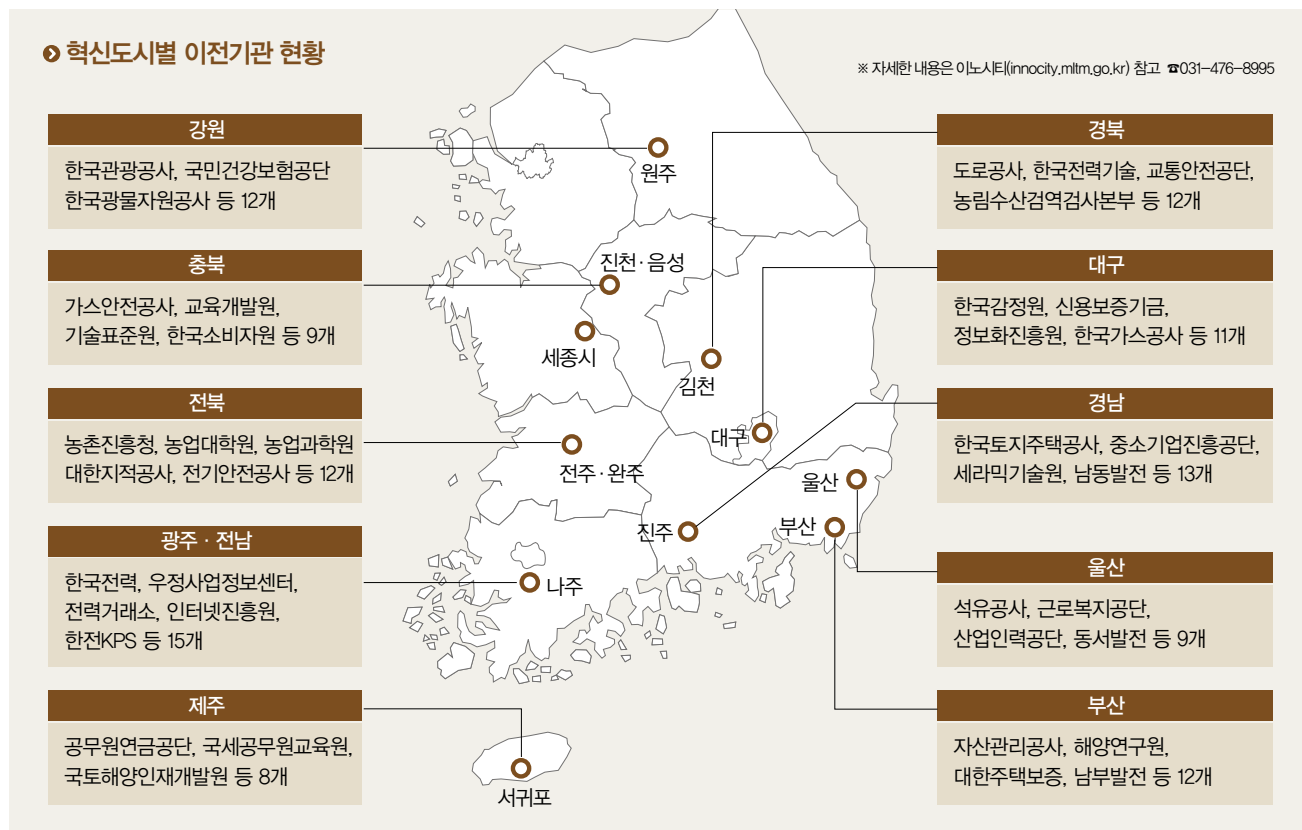 혁신도시별 이전기관 현황
※ 자세한 내용은 이노시티(innocity.mltm.go.kr) 참고 ☎031-476-8995
강원
한국관광공사, 국민건강보험공단
한국광물자원공사 등 12개
충북
가스안전공사, 교육개발원,
기술표준원, 한국소비자원 등 9개
전북
농촌진흥청, 농업대학원, 농업과학원
대한지적공사, 전기안전공사 등 12개
광주·전남
한국전력, 우정사업정보센터,
전력거래소, 인터넷진흥원,
한전KPS 등 15개
제주
공무원연금공단, 국세공무원교육원,
국토해양인재개발원 등 8개
원주
진천·음성
세종시
김천
대구
전주·완주
울산
부산
진주
나주
서귀포
경북
도로공사, 한국전력기술, 교통안전공단,
농림수산검역검사본부 등 12개
대구
한국감정원, 신용보증기금,
정보화진흥원, 한국가스공사 등 11개
경남
한국토지주택공사, 중소기업진흥공단,
세라믹기술원, 남동발전 등 13개
울산
석유공사, 근로복지공단,
산업인력공단, 동서발전 등 9개
부산
자산관리공사, 해양연구원,
대한주택보증, 남부발전 등 12개